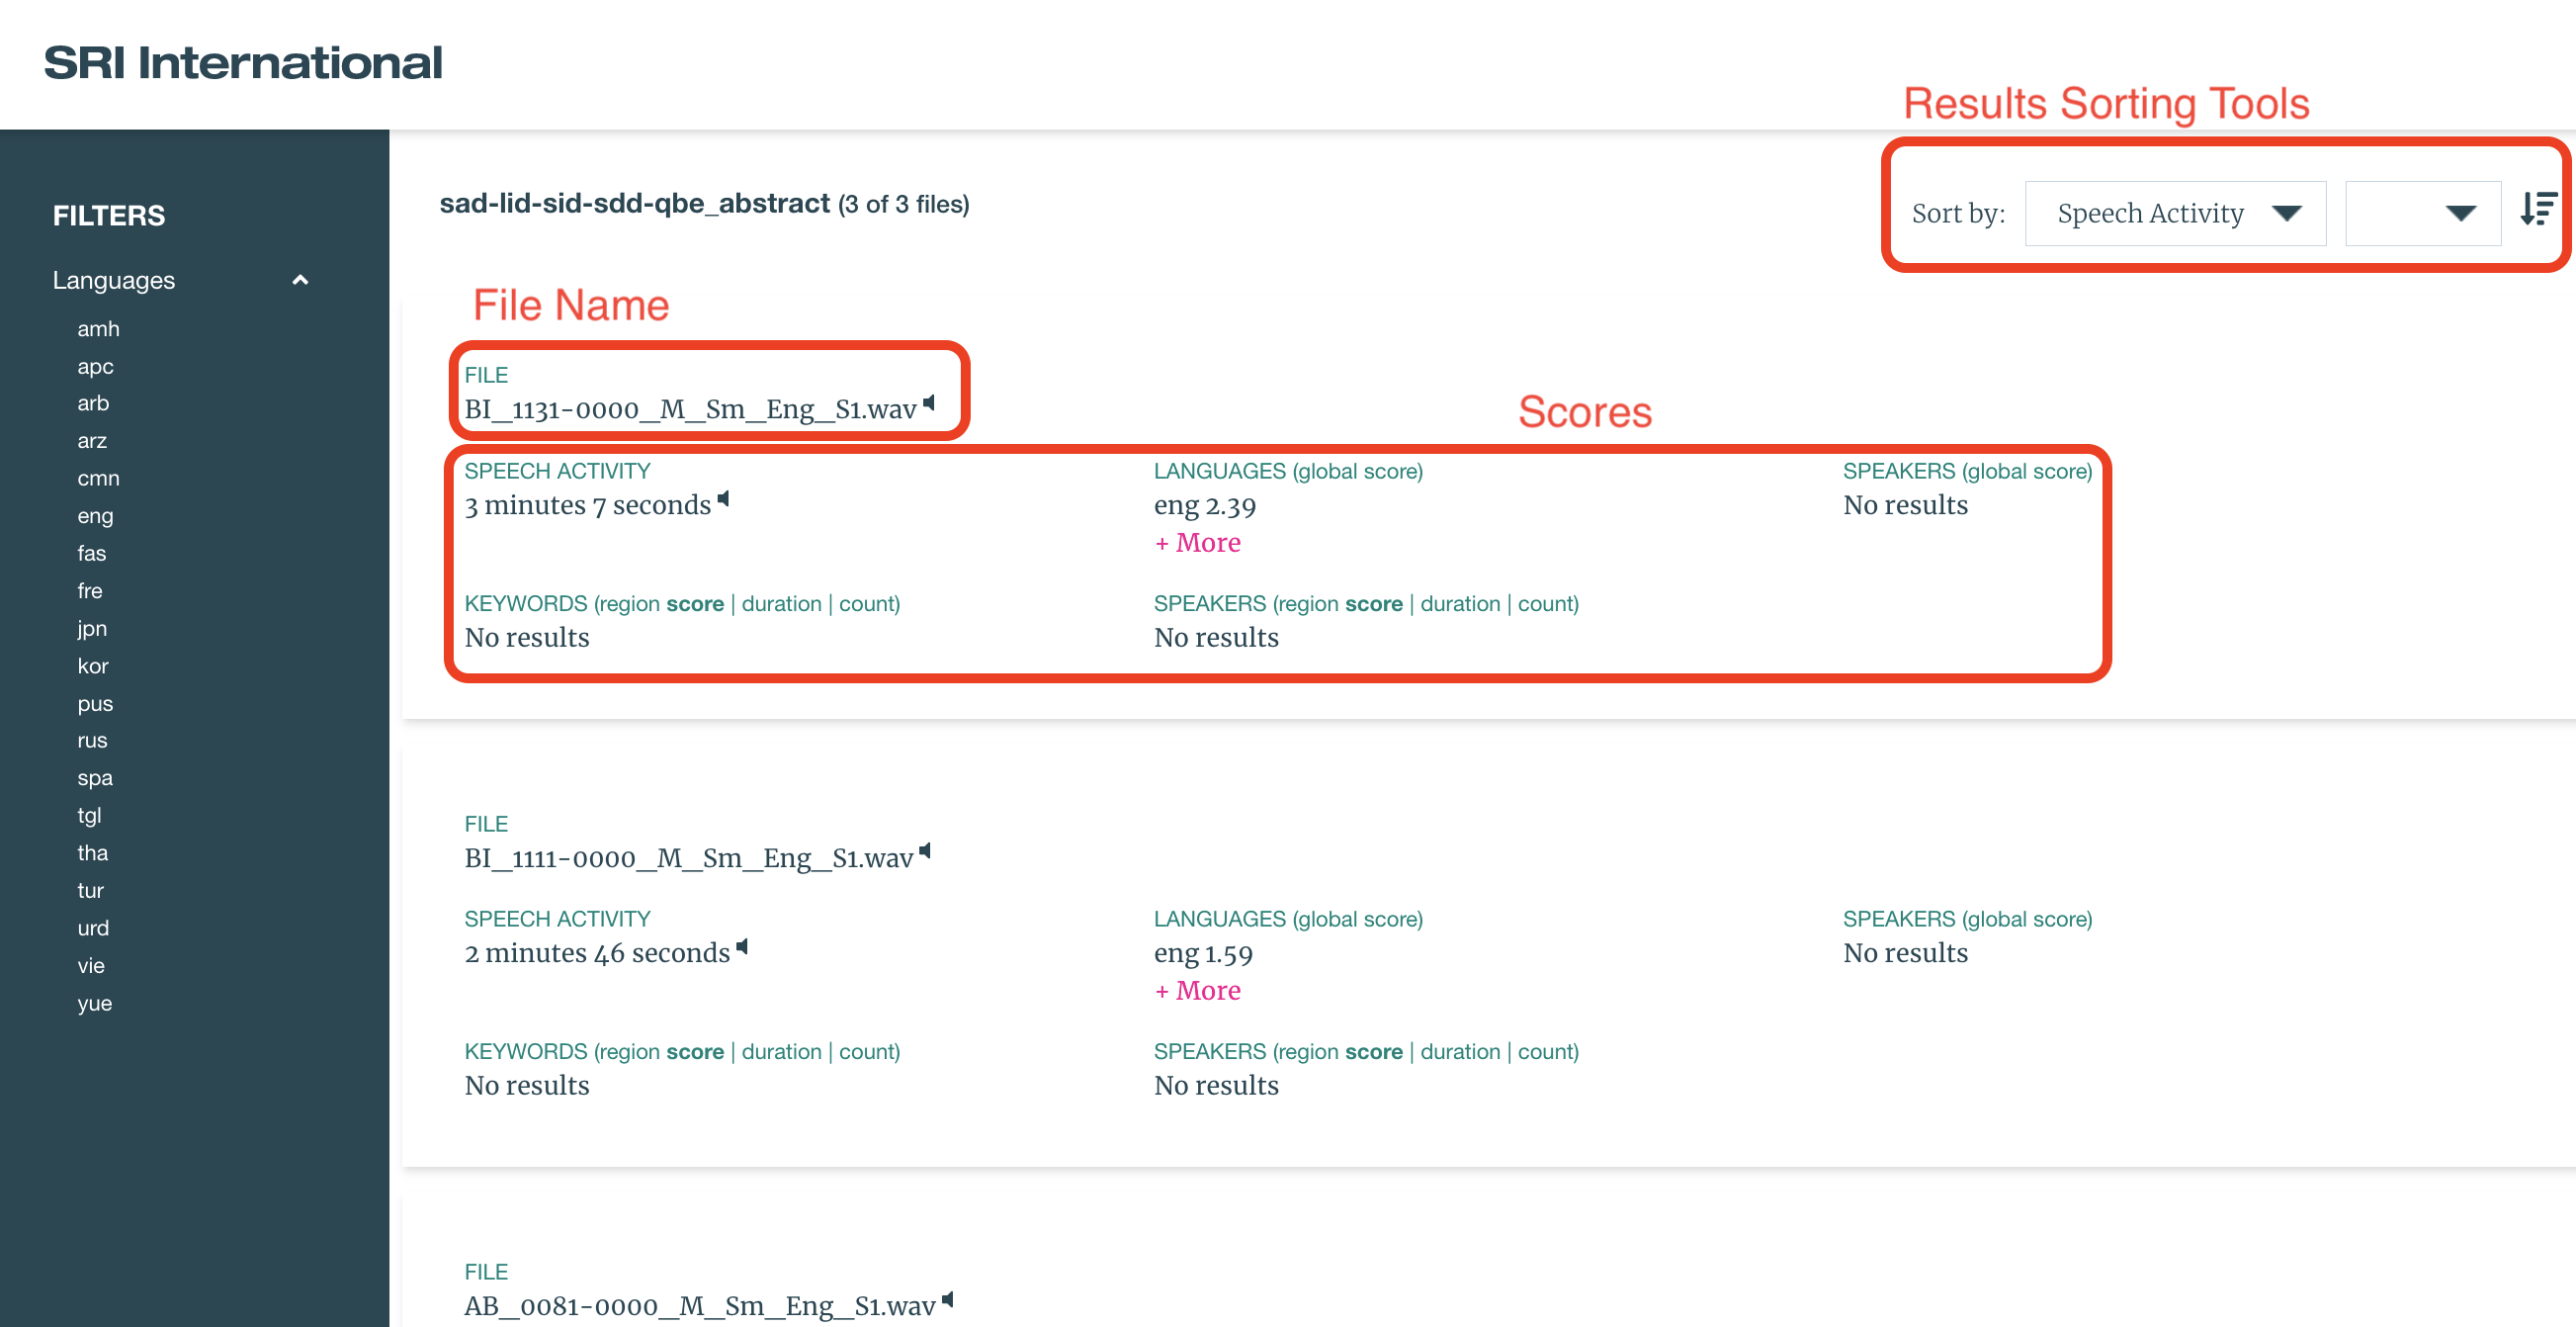 SRI International
Results Sorting Tools
FILTERS
Languages
amh
apc
arb
arz
cmn
eng
fas
fre
jpn
kor
pus
rus
spa
tgl
tha
tur
urd
vie
yue
sad-lid-sid-sdd-qbe_abstract (3 of 3 files)
Sort by: Speech Activity
File Name
FILE
BI_1131-0000_M_Sm_Eng_S1.wav
Scores
SPEECH ACTIVITY
3 minutes 7 seconds
LANGUAGES (global score)
eng 2.39
+ More
SPEAKERS (global score)
No results
KEYWORDS (region score | duration | count)
No results
SPEAKERS (region score | duration | count)
No results
FILE
BI_1111-0000_M_Sm_Eng_S1.wav
SPEECH ACTIVITY
2 minutes 46 seconds
LANGUAGES (global score)
eng 1.59
+ More
SPEAKERS (global score)
No results
KEYWORDS (region score | duration | count)
No results
SPEAKERS (region score | duration | count)
No results
FILE
AB_0081-0000_M_Sm_Eng_S1.wav